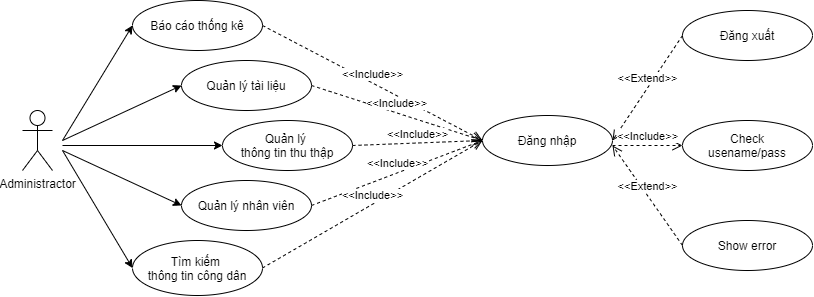 Báo cáo thống kê
Đăng xuất
<<Include>>
<<Extend>>
Quản lý tài liệu
<<Include>>
Quản lý
thông tin thu thập
<<Include>>
Đăng nhập
<<Include>>
Check
usename/pass
Administractor
<<Include>>
<<Extend>>
Quản lý nhân viên
<<Include>>
Tìm kiếm
thông tin công dân
Show error